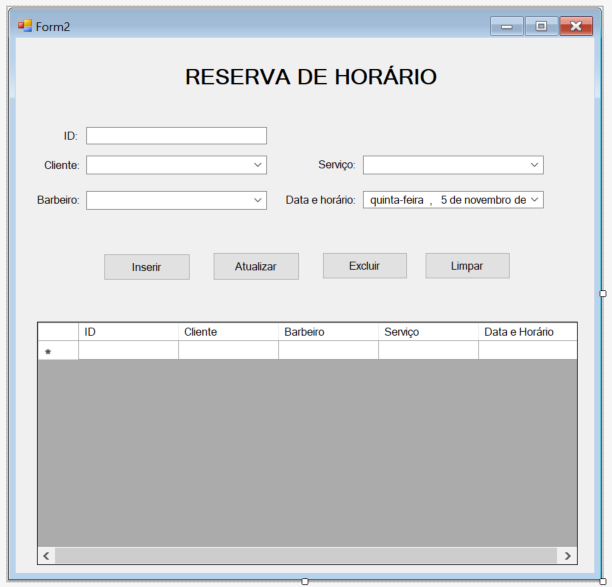 Form2
RESERVA DE HORÁRIO
ID:
Cliente:
Serviço:
Barbeiro:
Data e horário: quinta-feira , 5 de novembro de
Inserir Atualizar Excluir Limpar
ID Cliente Barbeiro Serviço Data e Horário
*